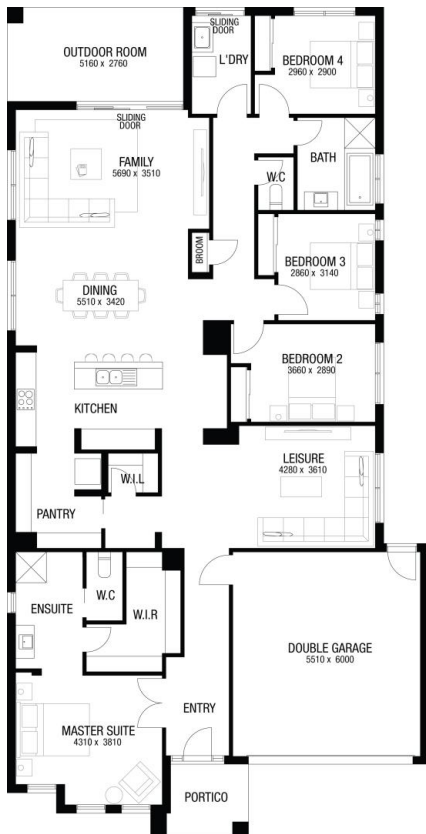 OUTDOOR ROOM
5160 x 2760
SLIDING
DOOR
L'DRY
BEDROOM 4
2960 x 2900
SLIDING
DOOR
FAMILY
5690 x 3510
BATH
W.C
BROOM
BEDROOM 3
2860 x 3140
DINING
5510 x 3420
BEDROOM 2
3660 x 2890
KITCHEN
LEISURE
4280 x 3610
W.I.L
PANTRY
ENSUITE
W.C
W.I.R
DOUBLE GARAGE
5510 x 6000
MASTER SUITE
4310 x 3810
ENTRY
PORTICO